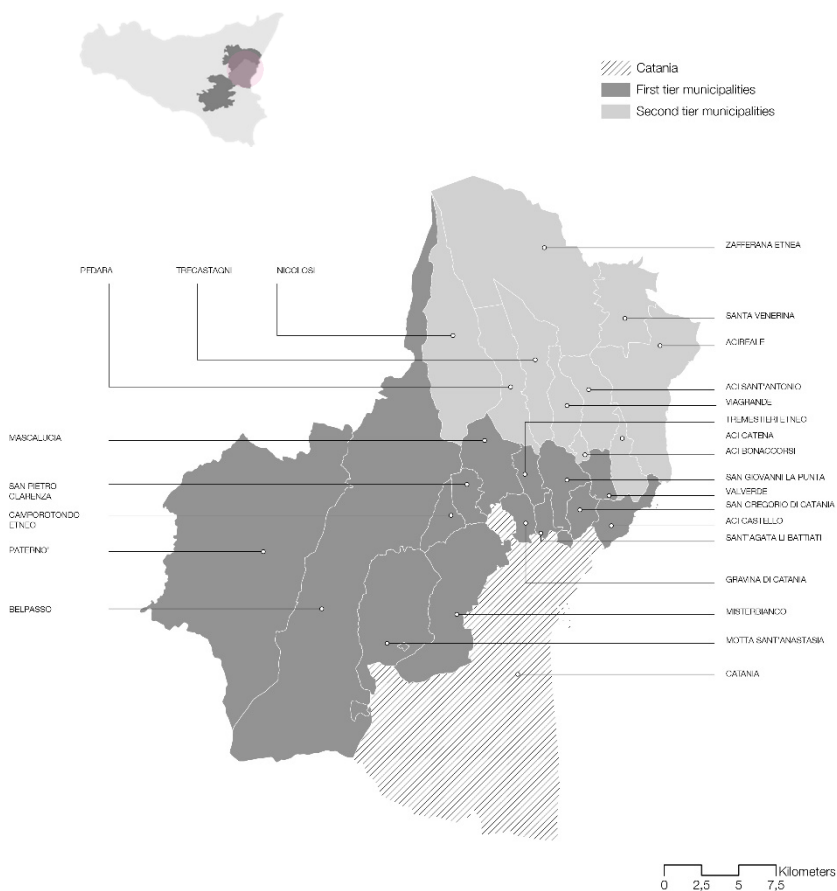 Catania
First tier municipalities
Second tier municipalities
ZAFFERANA ETNEA
PEDARA
TRECASTAGNI
NICOLOSI
SANTA VENERINA
ACIREALE
ACI SANT'ANTONIO
VIAGRANDE
TREMESTIERI ETNEO
MASCALUCIA
ACI CATENA
ACI BONACCORSI
SAN GIOVANNI LA PUNTA
SAN PIETRO
CLARENZA
VALVERDE
SAN GREGORIO DI CATANIA
CAMPOROTONDO
ETNEO
ACI CASTELLO
SANT'AGATA LI BATTIATI
PATERNO'
GRAVINA DI CATANIA
BELPASSO
MISTERBIANCO
MOTTA SANT'ANASTASIA
CATANIA
Kilometers
0 2,5 5 7,5